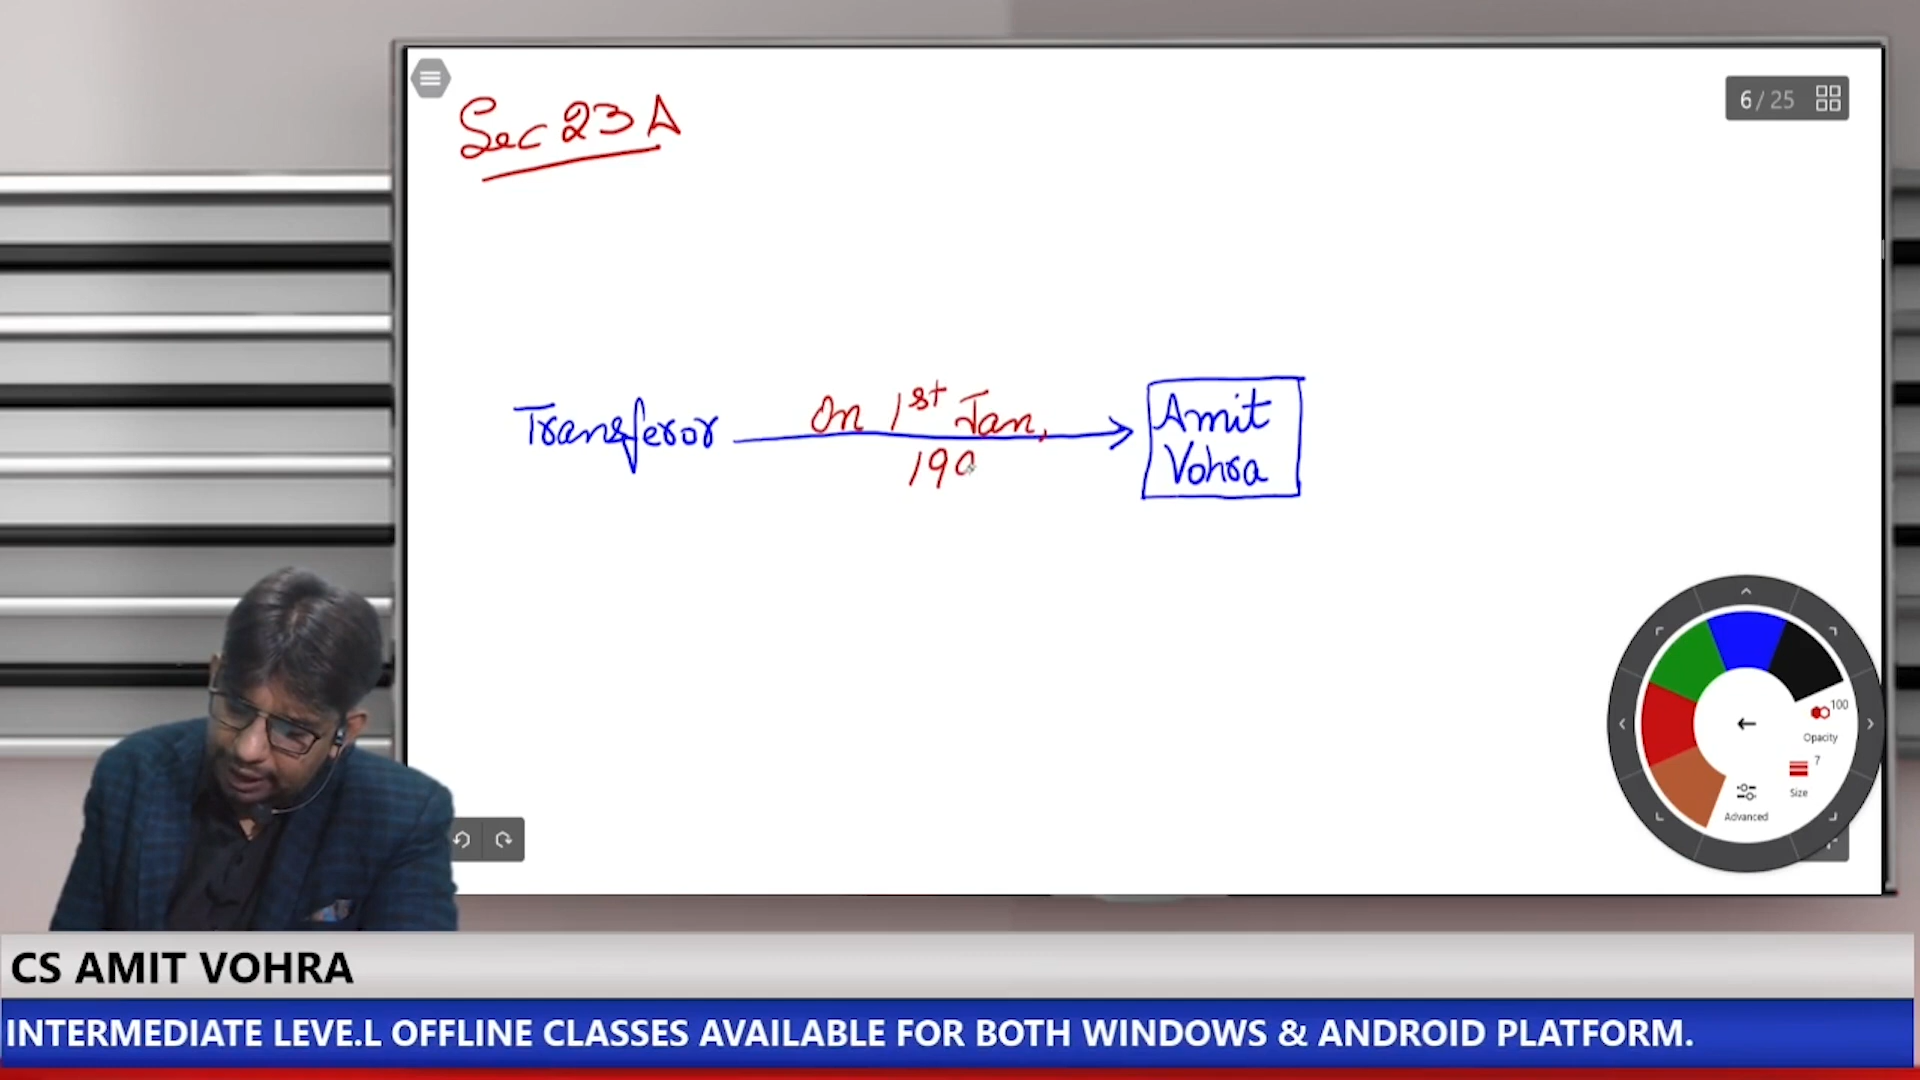 Sec 23A
6 / 25
Transferor
On 1st Jan,
190
Amit
Vohra
100
Opacity
7
Size
Advanced
CS AMIT VOHRA
INTERMEDIATE LEVE.L OFFLINE CLASSES AVAILABLE FOR BOTH WINDOWS & ANDROID PLATFORM.